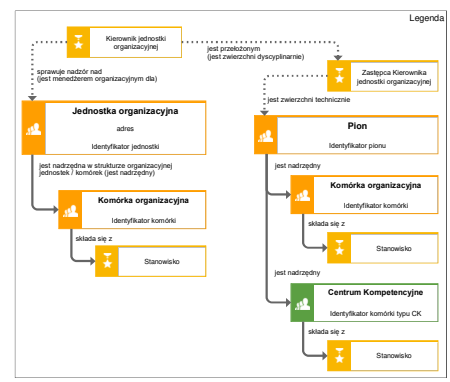 Legenda
Kierownik jednostki
organizacyjnej
jest przełożonym
(jest zwierzchni dyscyplinarnie)
sprawuje nadzór nad
(jest menedżerem organizacyjnym dla)
Zastępca Kierownika
jednostki organizacyjnej
jest zwierzchni technicznie
Jednostka organizacyjna
adres
Identyfikator jednostki
Pion
Identyfikator pionu
jest nadrzędna w strukturze organizacyjnej
jednostek / komórek (jest nadrzędny)
jest nadrzędny
Komórka organizacyjna
Identyfikator komórki
Komórka organizacyjna
Identyfikator komórki
składa się z
składa się z
Stanowisko
Stanowisko
jest nadrzędny
Centrum Kompetencyjne
Identyfikator komórki typu CK
składa się z
Stanowisko